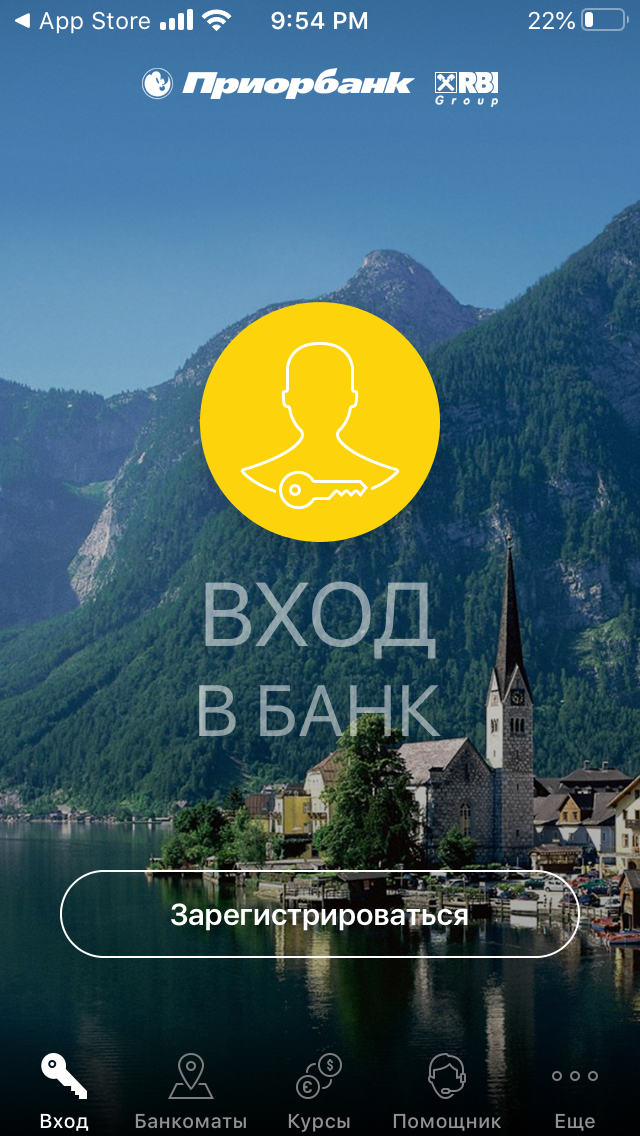 App Store 9:54 PM 22%
Приорбанк RBI
Group
ВХОД
В БАНК
Зарегистрироваться
Вход Банкоматы Курсы Помощник Еще